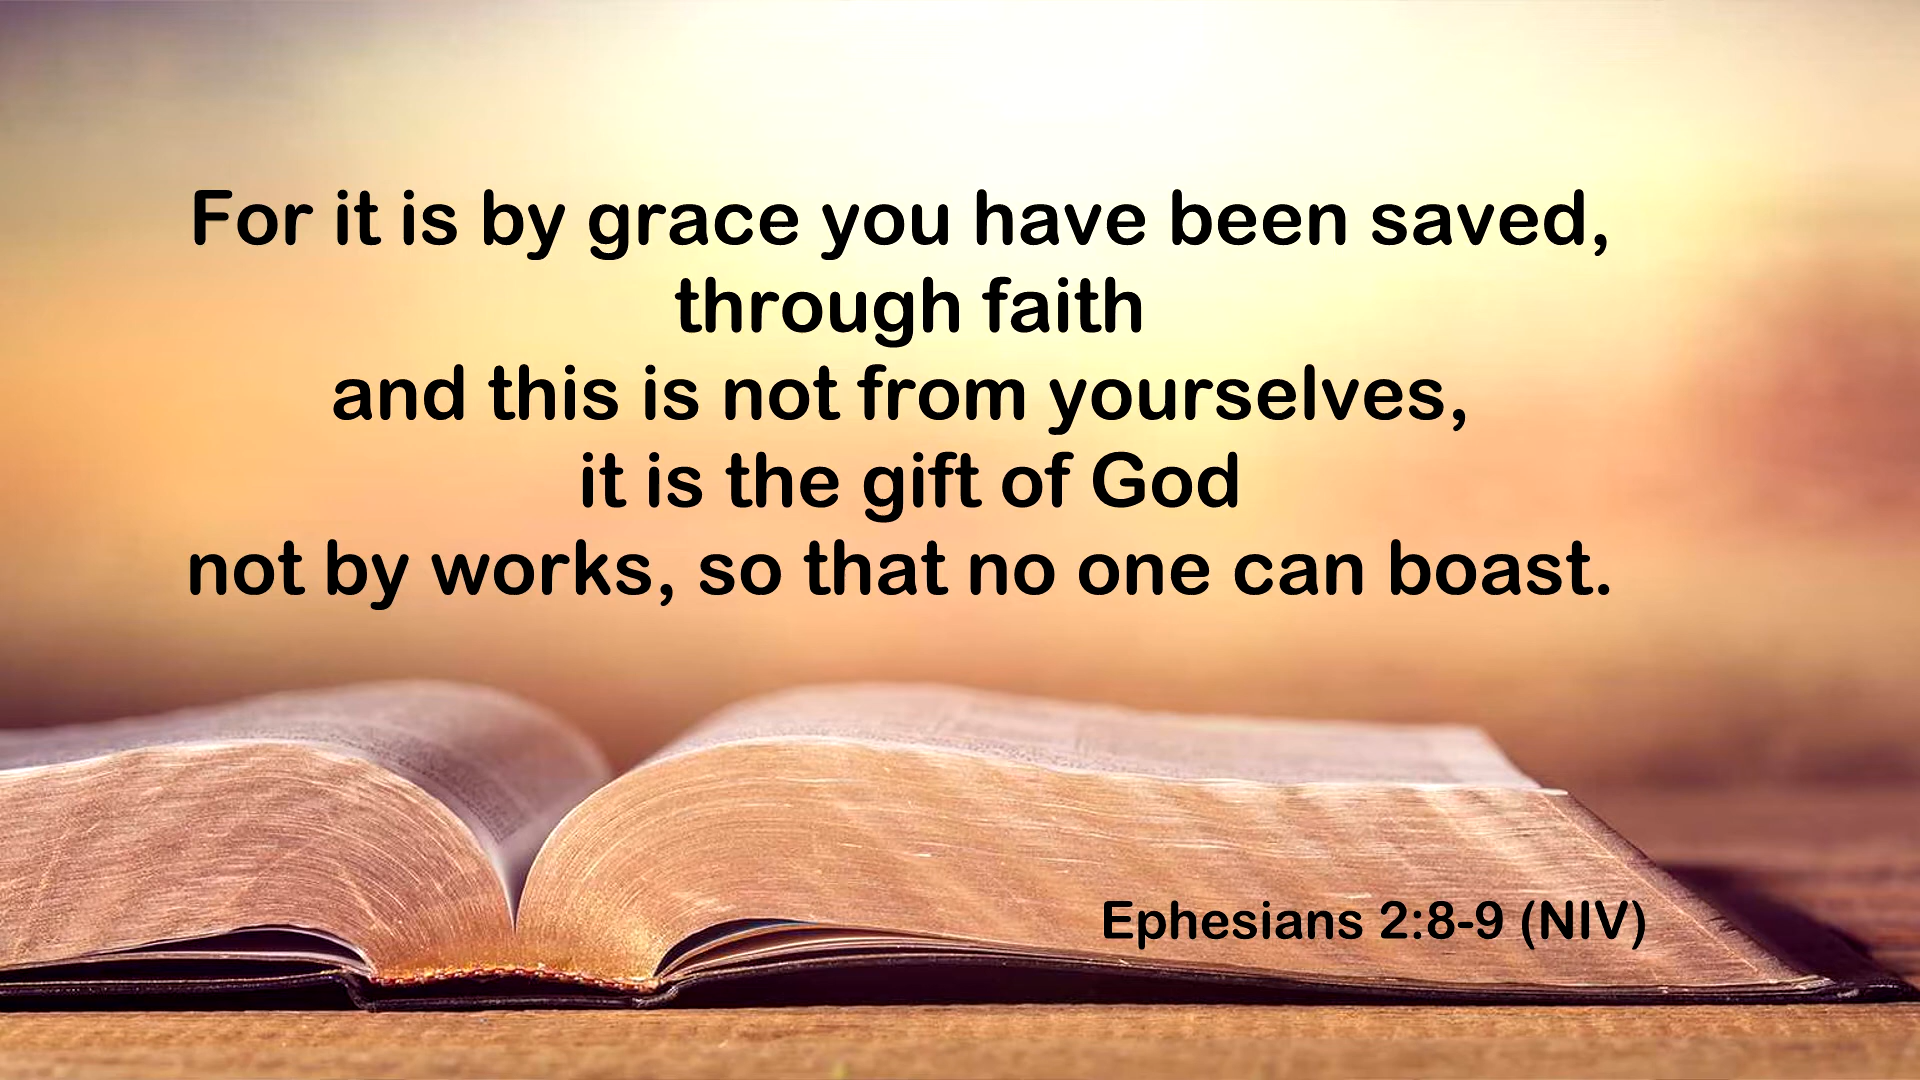 For it is by grace you have been saved,
through faith
and this is not from yourselves,
it is the gift of God
not by works, so that no one can boast.
Ephesians 2:8-9 (NIV)